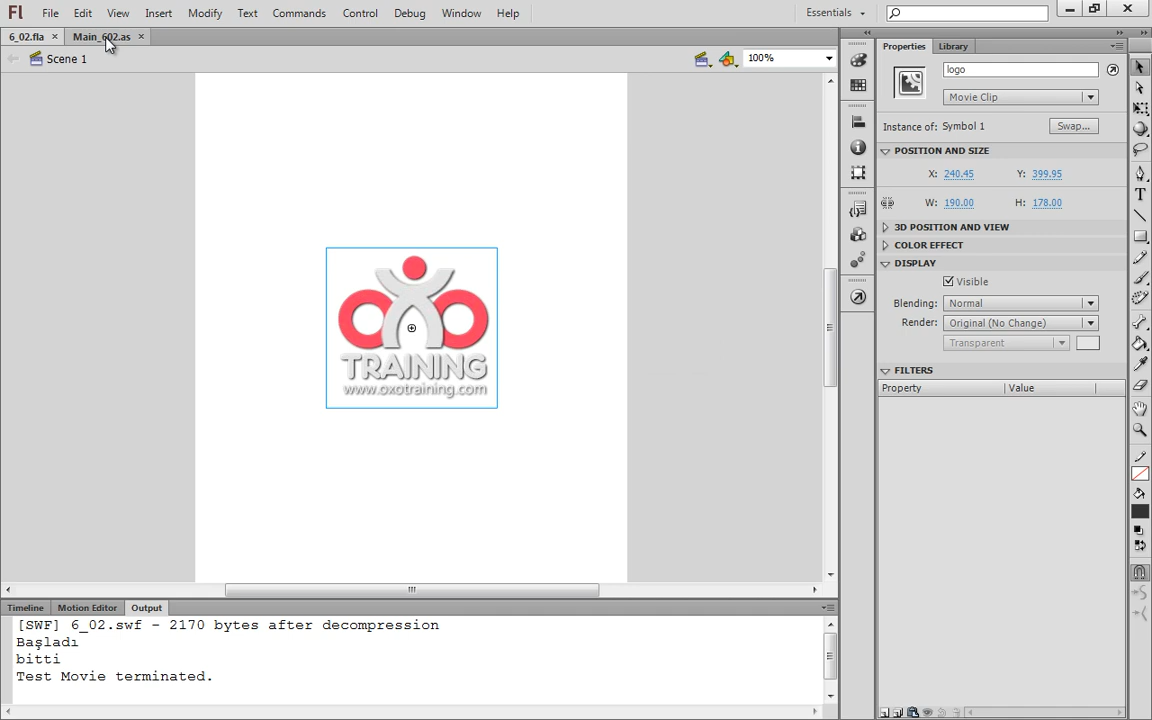 Fl File Edit View Insert Modify Text Commands Control Debug Window Help Essentials
6_02.fla × Main_602.as ×
Scene 1 100%
Properties Library
logo
Movie Clip
Instance of: Symbol 1 Swap...
POSITION AND SIZE
X: 240.45 Y: 399.95
W: 190.00 H: 178.00
3D POSITION AND VIEW
COLOR EFFECT
DISPLAY
Visible
Blending: Normal
Render: Original (No Change)
Transparent
FILTERS
Property Value
TRAINING
www.oxotraining.com
Timeline Motion Editor Output
[SWF] 6_02.swf - 2170 bytes after decompression
Başladı
bitti
Test Movie terminated.